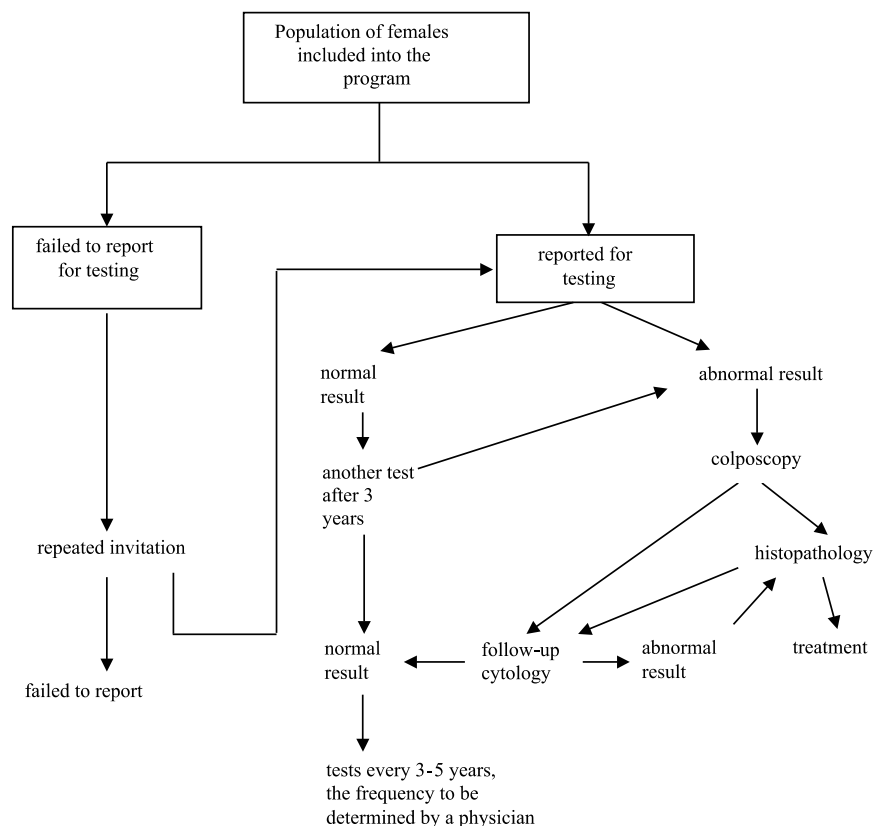 Population of females
included into the
program
failed to report
for testing
reported for
testing
normal
result
abnormal result
another test
after 3
years
colposcopy
repeated invitation
histopathology
normal
result
follow-up
cytology
abnormal
result
treatment
failed to report
tests every 3-5 years,
the frequency to be
determined by a physician